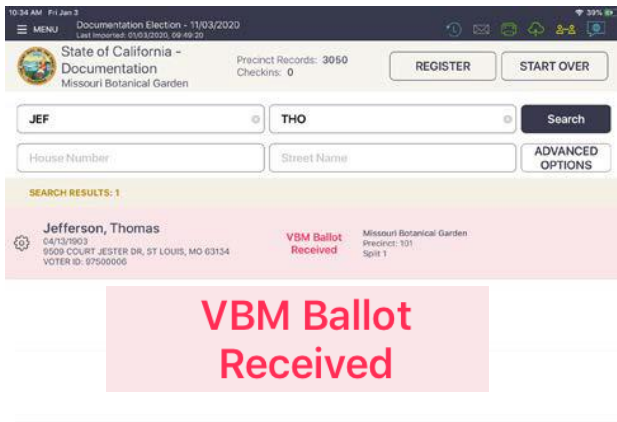 10:34 AM Fri Jan 3
39%
MENU
Documentation Election - 11/03/2020
Last Imported: 01/03/2020, 09:49:20
State of California -
Documentation
Missouri Botanical Garden
Precinct Records: 3050
Checkins: 0
REGISTER
START OVER
JEF
THO
Search
House Number
Street Name
ADVANCED
OPTIONS
SEARCH RESULTS: 1
Jefferson, Thomas
04/13/1903
9509 COURT JESTER DR, ST LOUIS, MO 63134
VOTER ID: 97500006
VBM Ballot
Received
Missouri Botanical Garden
Precinct: 101
Split 1
VBM Ballot
Received